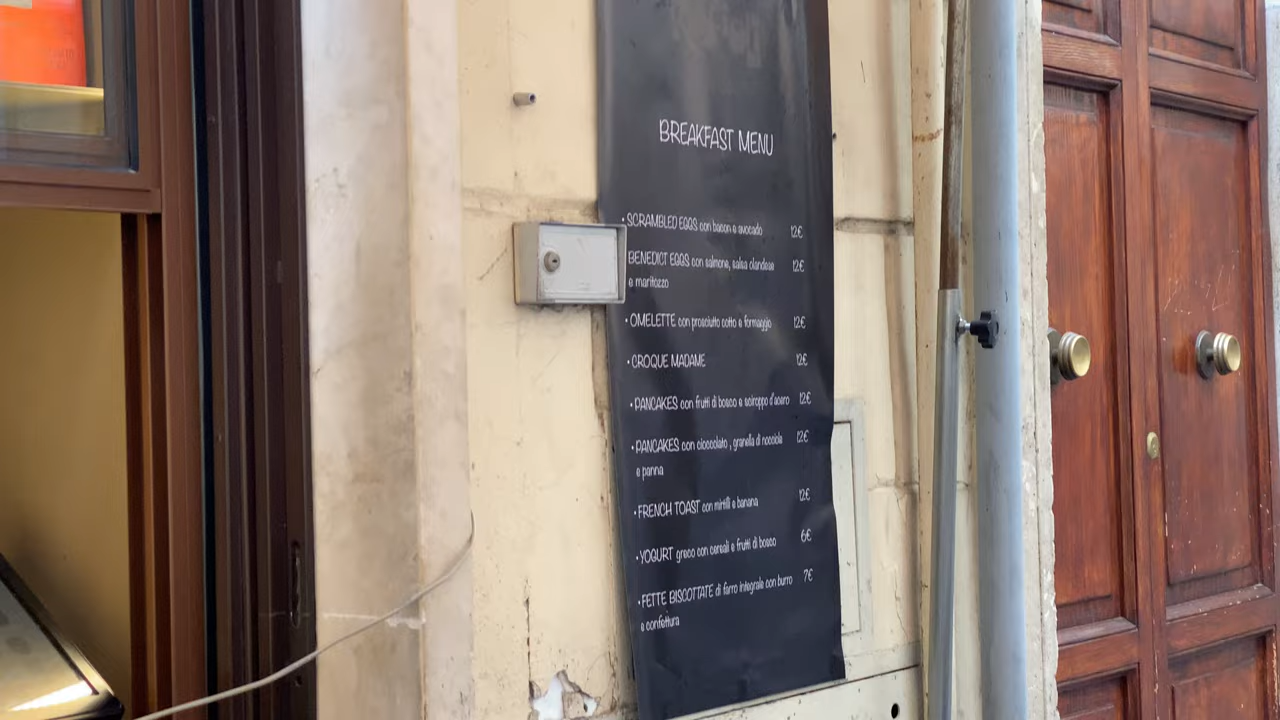 BREAKFAST MENU
• SCRAMBLED EGGS con bacon e avocado 12€
BENEDICT EGGS con salmone, salsa olandese 12€
e maritozzo
• OMELETTE con prosciutto cotto e formaggio 12€
• CROQUE MADAME 12€
• PANCAKES con frutti di bosco e sciroppo d'acero 12€
• PANCAKES con cioccolato, granella di nocciola 12€
e panna
• FRENCH TOAST con mirtilli e banana 12€
• YOGURT greco con cereali e frutti di bosco 6€
• FETTE BISCOTTATE di farro integrale con burro 7€
e confettura